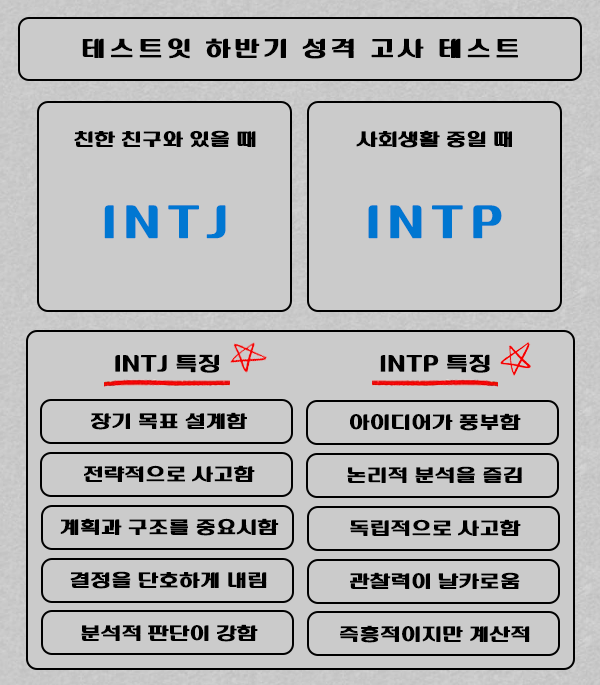 테스트잇 하반기 성격 고사 테스트
친한 친구와 있을 때
INTJ
사회생활 중일 때
INTP
INTJ 특징
장기 목표 설계함
전략적으로 사고함
계획과 구조를 중요시함
결정을 단호하게 내림
분석적 판단이 강함
INTP 특징
아이디어가 풍부함
논리적 분석을 즐김
독립적으로 사고함
관찰력이 날카로움
즉흥적이지만 계산적